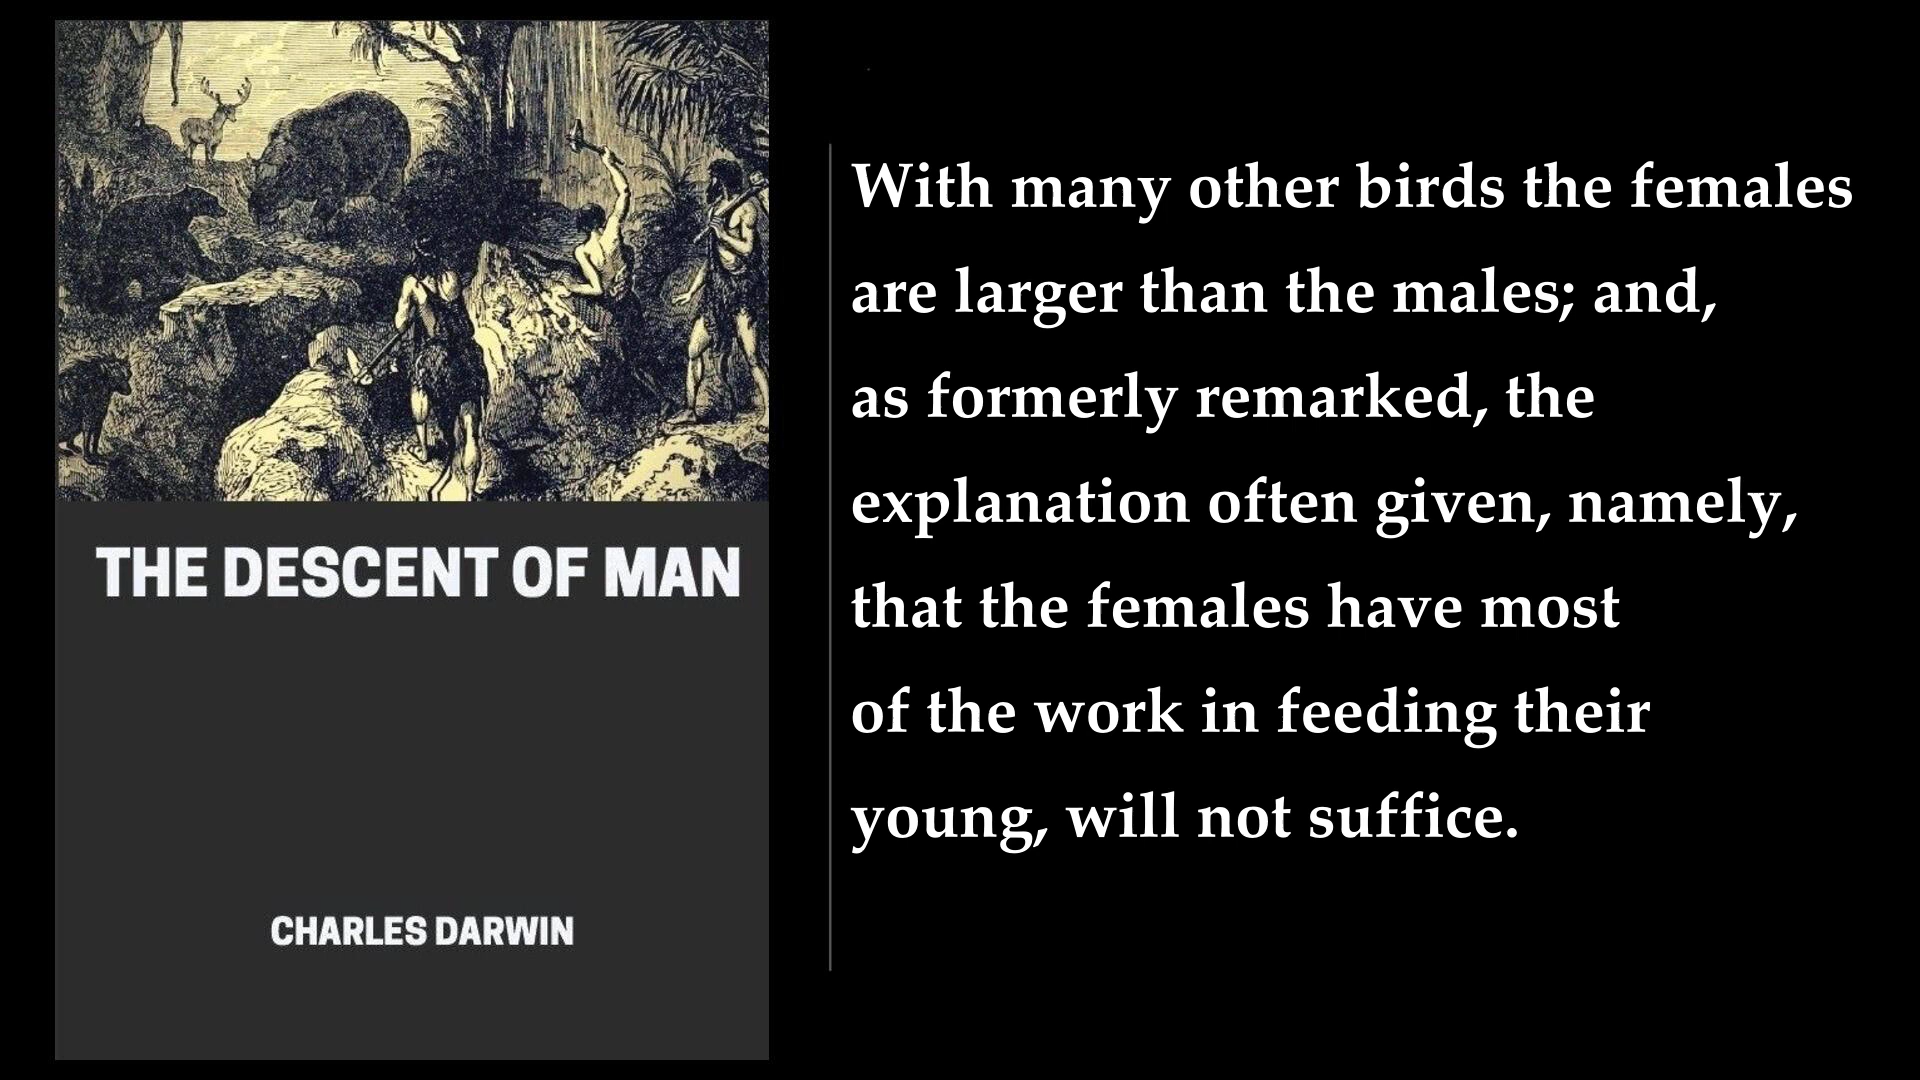 THE DESCENT OF MAN
CHARLES DARWIN
With many other birds the females
are larger than the males; and,
as formerly remarked, the
explanation often given, namely,
that the females have most
of the work in feeding their
young, will not suffice.